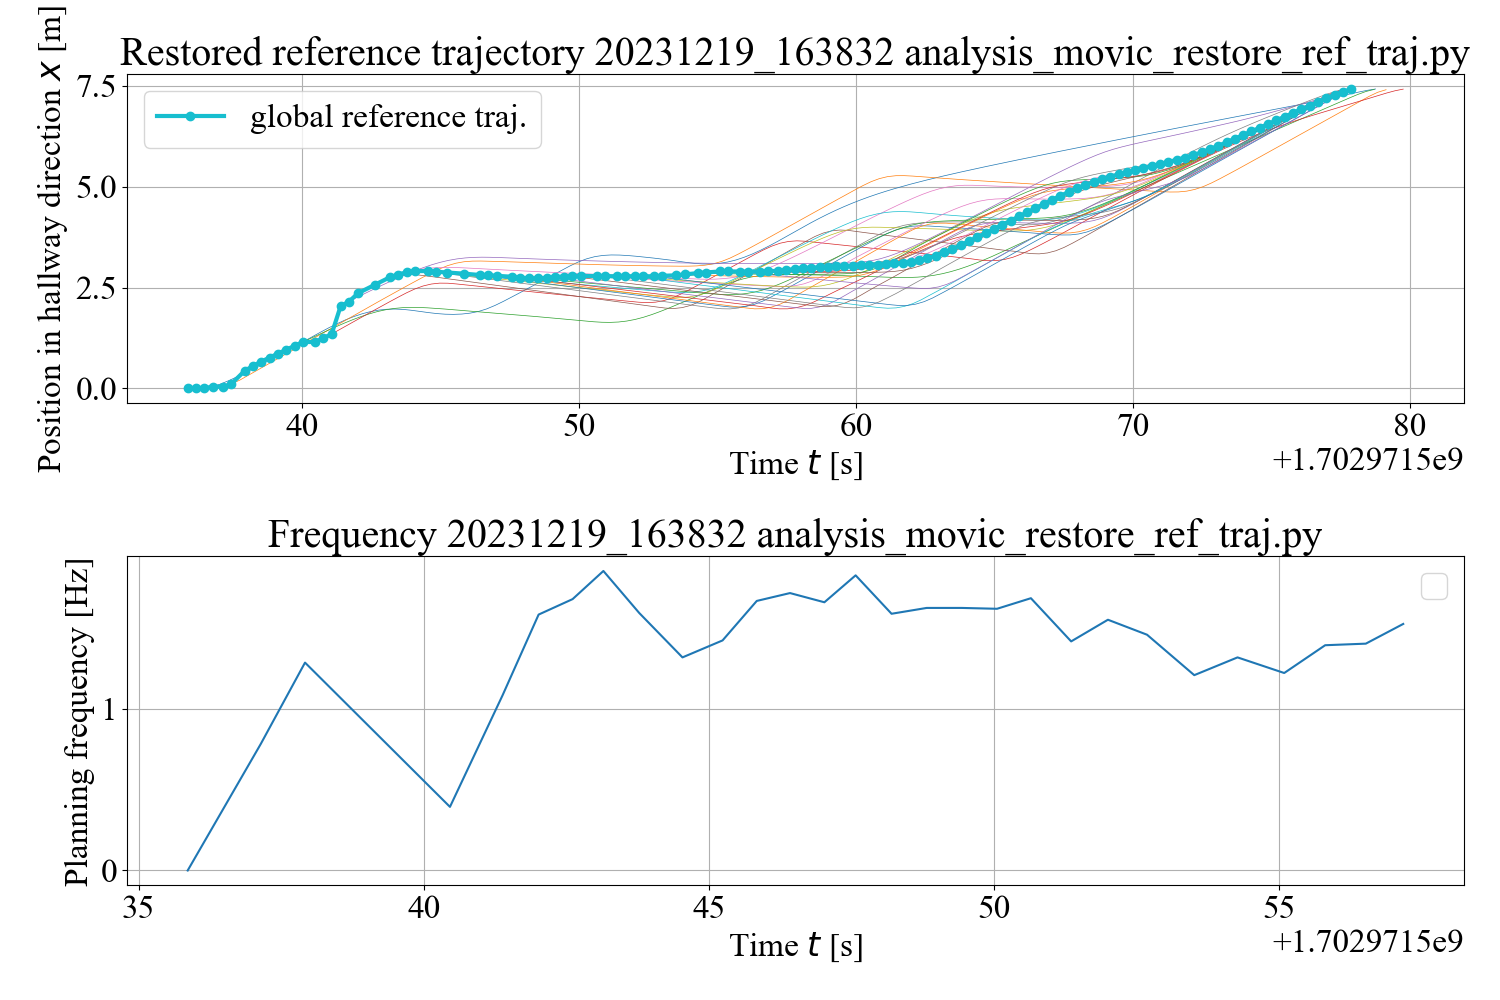 Restored reference trajectory 20231219_163832 analysis_movic_restore_ref_traj.py
Position in hallway direction x [m]
7.5
5.0
2.5
0.0
global reference traj.
40 50 60 70 80
Time t [s]
+1.7029715e9
Frequency 20231219_163832 analysis_movic_restore_ref_traj.py
Planning frequency [Hz]
1
0
35 40 45 50 55
Time t [s]
+1.7029715e9